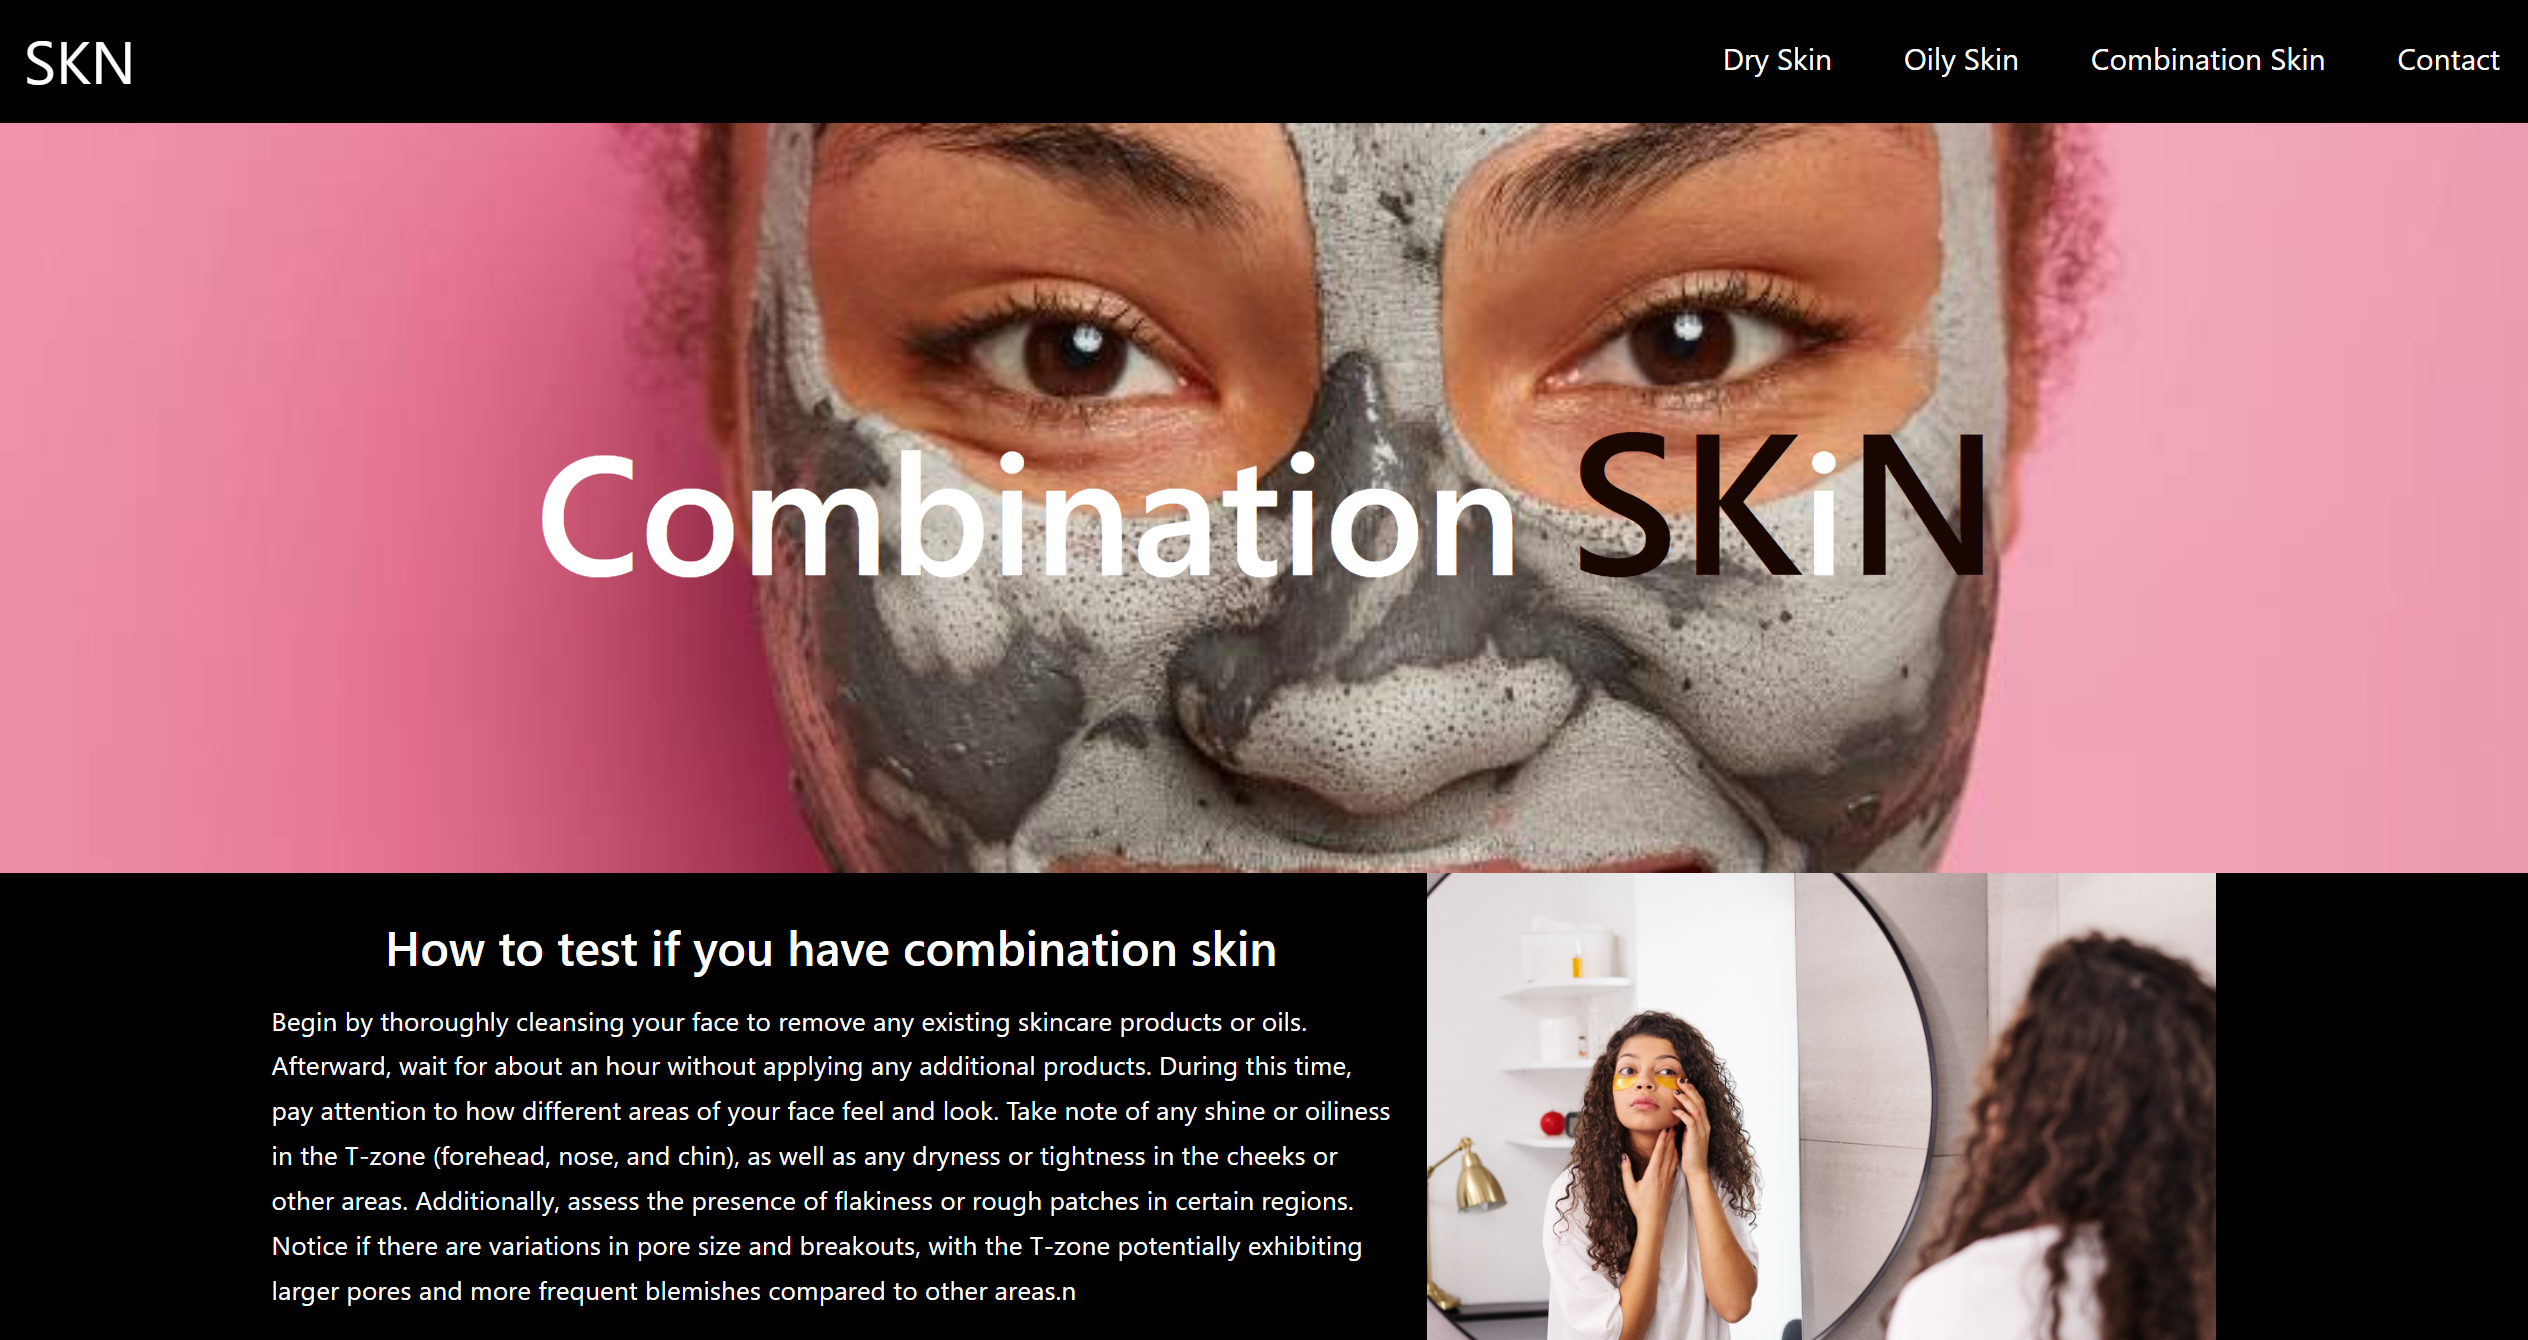 SKN
Dry Skin Oily Skin Combination Skin Contact
Combination SKiN
How to test if you have combination skin
Begin by thoroughly cleansing your face to remove any existing skincare products or oils.
Afterward, wait for about an hour without applying any additional products. During this time,
pay attention to how different areas of your face feel and look. Take note of any shine or oiliness
in the T-zone (forehead, nose, and chin), as well as any dryness or tightness in the cheeks or
other areas. Additionally, assess the presence of flakiness or rough patches in certain regions.
Notice if there are variations in pore size and breakouts, with the T-zone potentially exhibiting
larger pores and more frequent blemishes compared to other areas.n